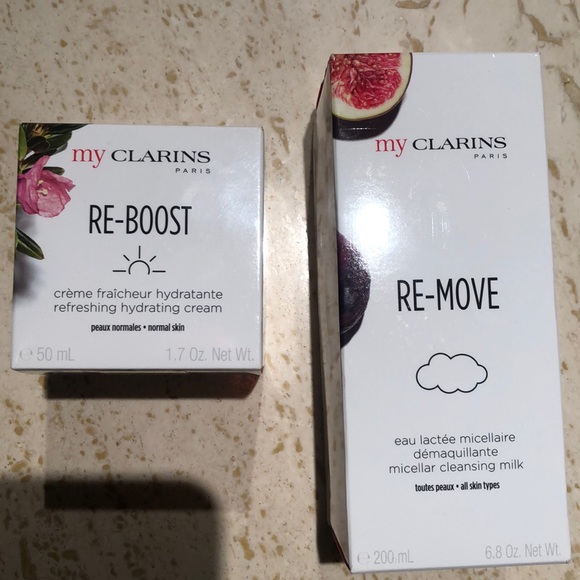 my CLARINS
PARIS
RE-BOOST
crème fraîcheur hydratante
refreshing hydrating cream
peaux normales • normal skin
℮ 50 mL 1.7 Oz. Net Wt.
my CLARINS
PARIS
RE-MOVE
eau lactée micellaire
démaquillante
micellar cleansing milk
toutes peaux • all skin types
℮ 200 mL 6.8 Oz. Net Wt.